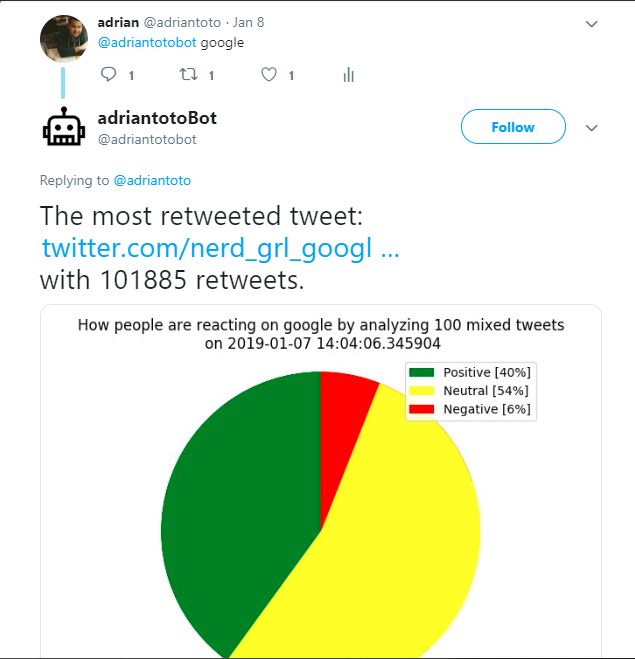 adrian @adriantoto · Jan 8
@adriantotobot google
1 1 1
adriantotoBot
@adriantotobot
Follow
Replying to @adriantoto
The most retweeted tweet:
twitter.com/nerd_grl_googl ...
with 101885 retweets.
How people are reacting on google by analyzing 100 mixed tweets
on 2019-01-07 14:04:06.345904
Positive [40%]
Neutral [54%]
Negative [6%]